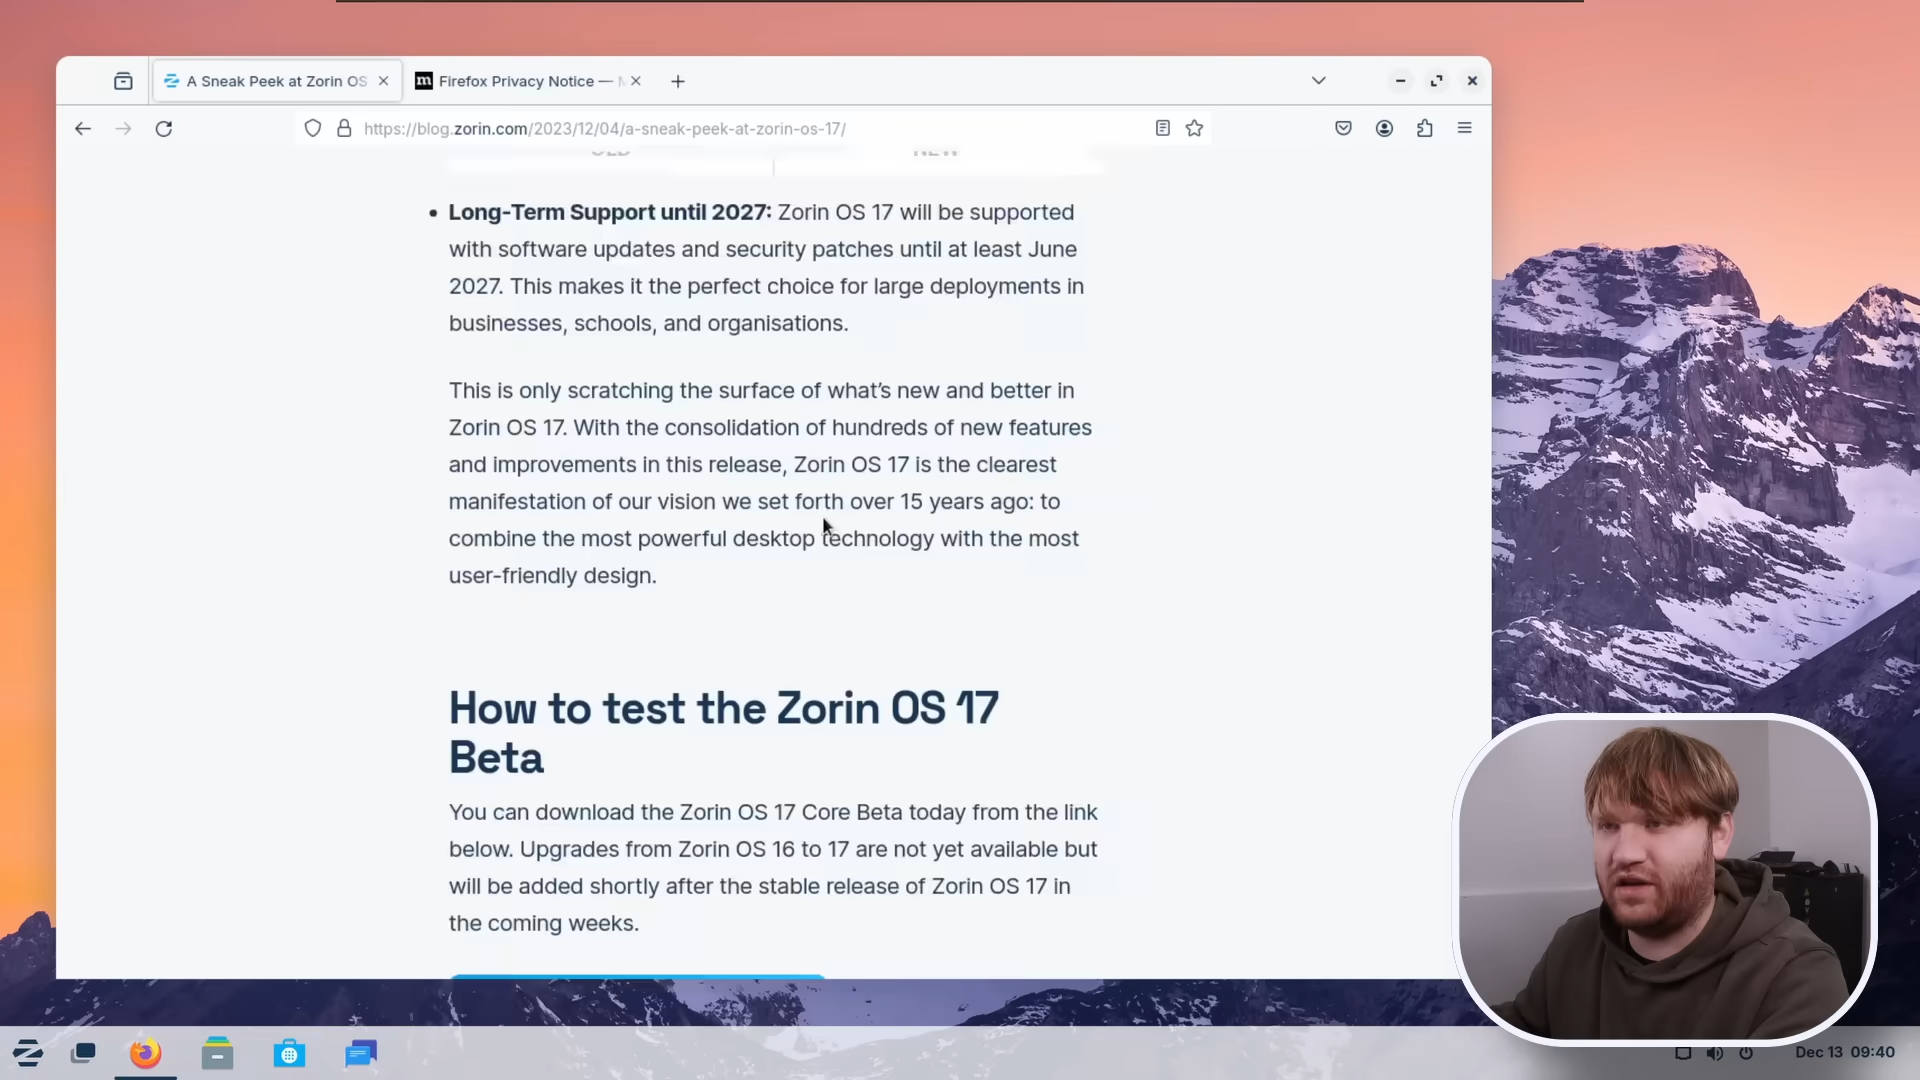 A Sneak Peek at Zorin OS
Firefox Privacy Notice —
https://blog.zorin.com/2023/12/04/a-sneak-peek-at-zorin-os-17/
OLD NEW
• Long-Term Support until 2027: Zorin OS 17 will be supported
with software updates and security patches until at least June
2027. This makes it the perfect choice for large deployments in
businesses, schools, and organisations.
This is only scratching the surface of what’s new and better in
Zorin OS 17. With the consolidation of hundreds of new features
and improvements in this release, Zorin OS 17 is the clearest
manifestation of our vision we set forth over 15 years ago: to
combine the most powerful desktop technology with the most
user-friendly design.
How to test the Zorin OS 17
Beta
You can download the Zorin OS 17 Core Beta today from the link
below. Upgrades from Zorin OS 16 to 17 are not yet available but
will be added shortly after the stable release of Zorin OS 17 in
the coming weeks.
Dec 13 09:40